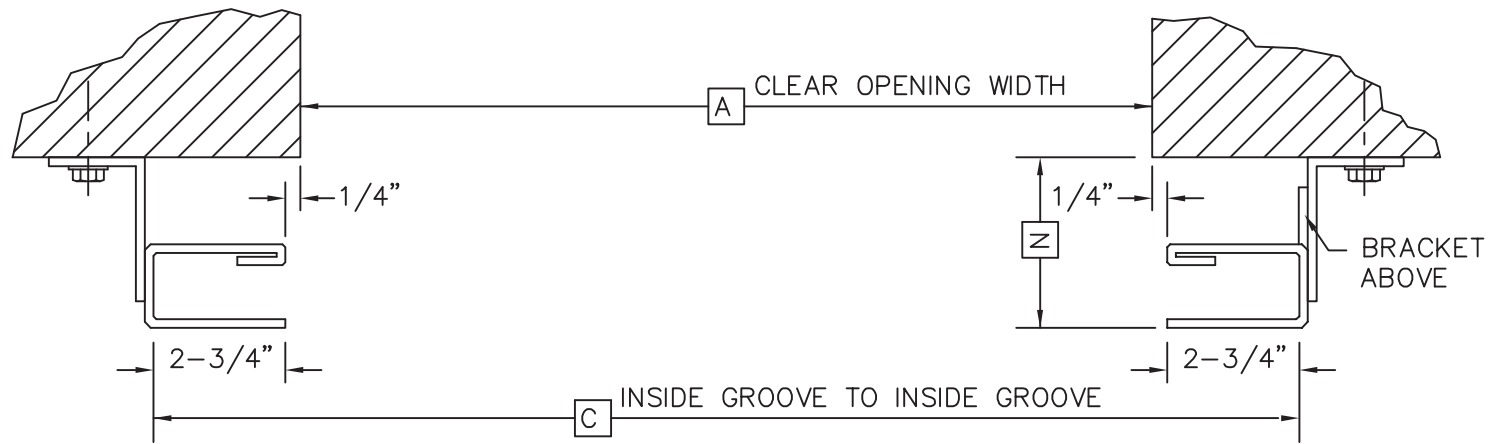 CLEAR OPENING WIDTH
A
1/4”
1/4”
N
BRACKET
ABOVE
2-3/4”
2-3/4”
INSIDE GROOVE TO INSIDE GROOVE
C